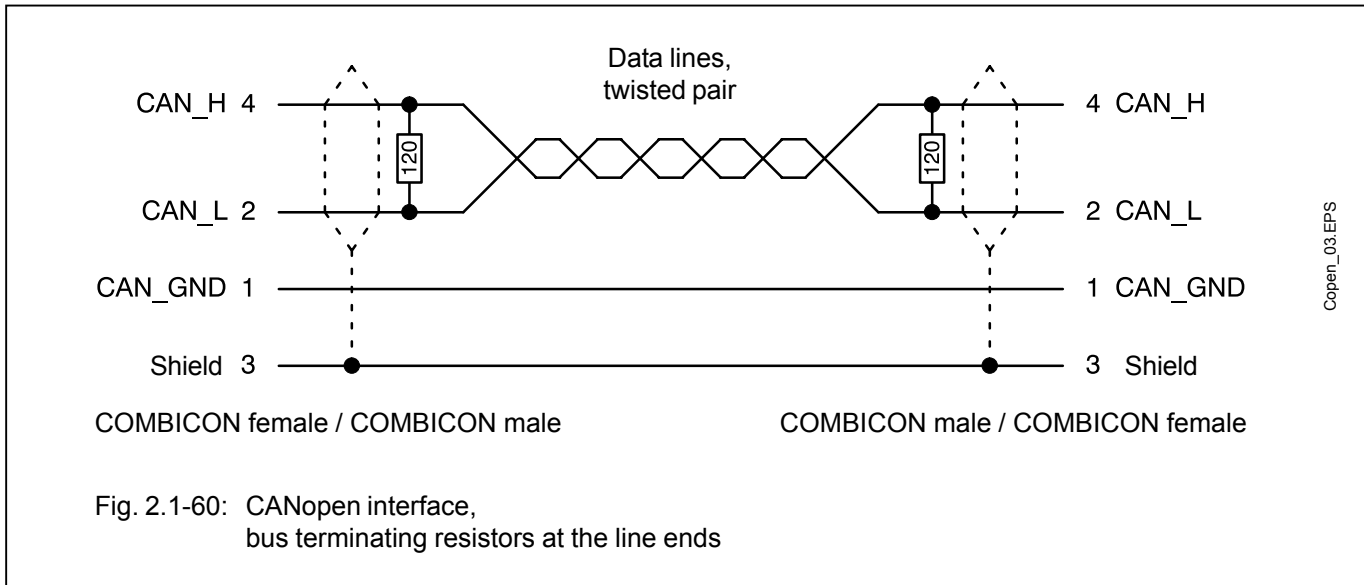 Data lines,
twisted pair
CAN_H 4
120
120
4 CAN_H
CAN_L 2
2 CAN_L
CAN_GND 1
1 CAN_GND
Shield 3
3 Shield
COMBICON female / COMBICON male
COMBICON male / COMBICON female
Copen_03.EPS
Fig. 2.1-60: CANopen interface,
bus terminating resistors at the line ends